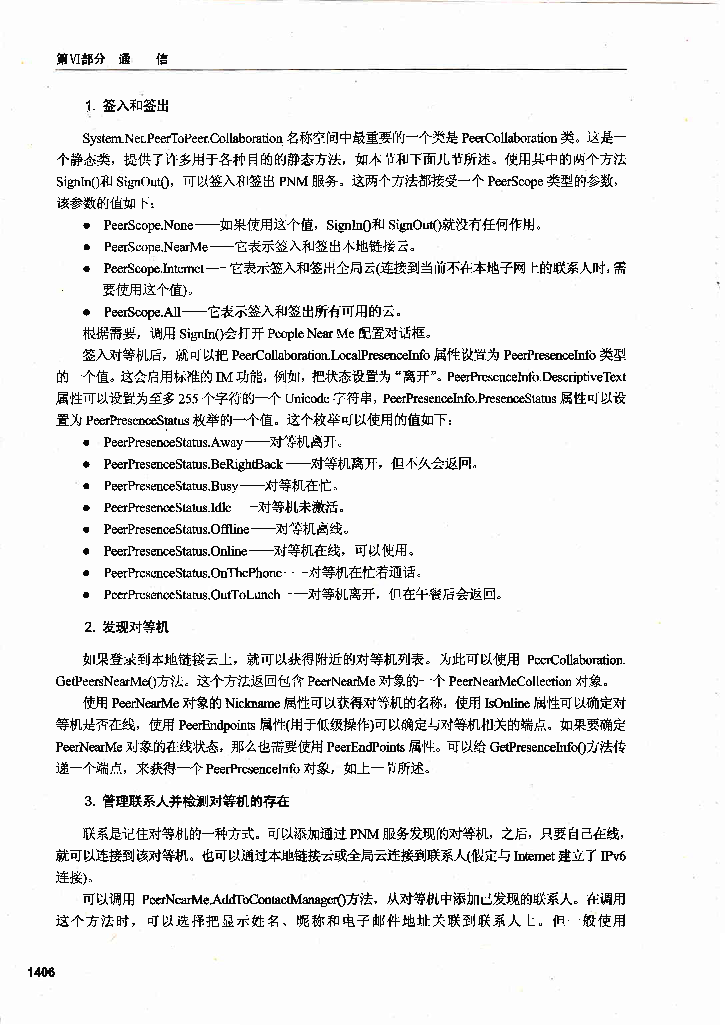 第Ⅵ部分 通 信
1. 签入和签出
System.Net.PeerToPeer.Collaboration 名称空间中最重要的一个类是 PeerCollaboration 类。这是一
个静态类，提供了许多用于各种目的的静态方法，如本节和下面几节所述。使用其中的两个方法
SignIn()和 SignOut()，可以签入和签出 PNM 服务。这两个方法都接受一个 PeerScope 类型的参数，
该参数的值如下：
● PeerScope.None——如果使用这个值，SignIn()和 SignOut()就没有任何作用。
● PeerScope.NearMe——它表示签入和签出本地链接云。
● PeerScope.Internet——它表示签入和签出全局云(连接到当前不在本地子网上的联系人时，需
要使用这个值)。
● PeerScope.All——它表示签入和签出所有可用的云。
根据需要，调用 SignIn()会打开 People Near Me 配置对话框。
签入对等机后，就可以把 PeerCollaboration.LocalPresenceInfo 属性设置为 PeerPresenceInfo 类型
的一个值。这会启用标准的 IM 功能，例如，把状态设置为“离开”。PeerPresenceInfo.DescriptiveText
属性可以设置为至多 255 个字符的一个 Unicode 字符串，PeerPresenceInfo.PresenceStatus 属性可以设
置为 PeerPresenceStatus 枚举的一个值。这个枚举可以使用的值如下：
● PeerPresenceStatus.Away——对等机离开。
● PeerPresenceStatus.BeRightBack——对等机离开，但不久会返回。
● PeerPresenceStatus.Busy——对等机在忙。
● PeerPresenceStatus.Idle——对等机未激活。
● PeerPresenceStatus.Offline——对等机离线。
● PeerPresenceStatus.Online——对等机在线，可以使用。
● PeerPresenceStatus.OnThePhone——对等机在忙着通话。
● PeerPresenceStatus.OutToLunch——对等机离开，但在午餐后会返回。
2. 发现对等机
如果登录到本地链接云上，就可以获得附近的对等机列表。为此可以使用 PeerCollaboration.
GetPeersNearMe()方法。这个方法返回包含 PeerNearMe 对象的一个 PeerNearMeCollection 对象。
使用 PeerNearMe 对象的 Nickname 属性可以获得对等机的名称，使用 IsOnline 属性可以确定对
等机是否在线，使用 PeerEndpoints 属性(用于低级操作)可以确定与对等机相关的端点。如果要确定
PeerNearMe 对象的在线状态，那么也需要使用 PeerEndPoints 属性。可以给 GetPresenceInfo()方法传
递一个端点，来获得一个 PeerPresenceInfo 对象，如上一节所述。
3. 管理联系人并检测对等机的存在
联系是记住对等机的一种方式。可以添加通过 PNM 服务发现的对等机，之后，只要自己在线，
就可以连接到该对等机。也可以通过本地链接云或全局云连接到联系人(假定与 Internet 建立了 IPv6
连接)。
可以调用 PeerNearMe.AddToContactManager()方法，从对等机中添加已发现的联系人。在调用
这个方法时，可以选择把显示姓名、昵称和电子邮件地址关联到联系人上。但一般使用
1406